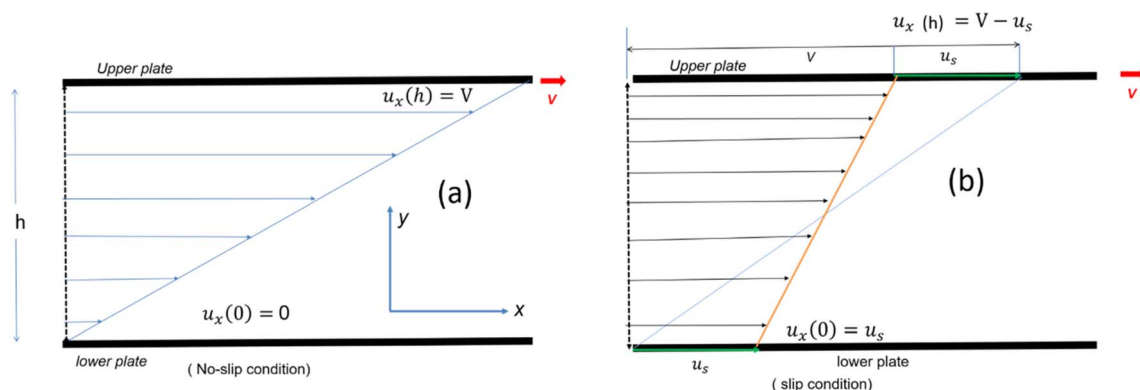 Upper plate
u_x(h) = V
v
h
(a)
y
x
u_x(0) = 0
lower plate
( No-slip condition)
u_x (h) = V − u_s
V
u_s
Upper plate
v
(b)
u_x(0) = u_s
u_s
lower plate
( slip condition)